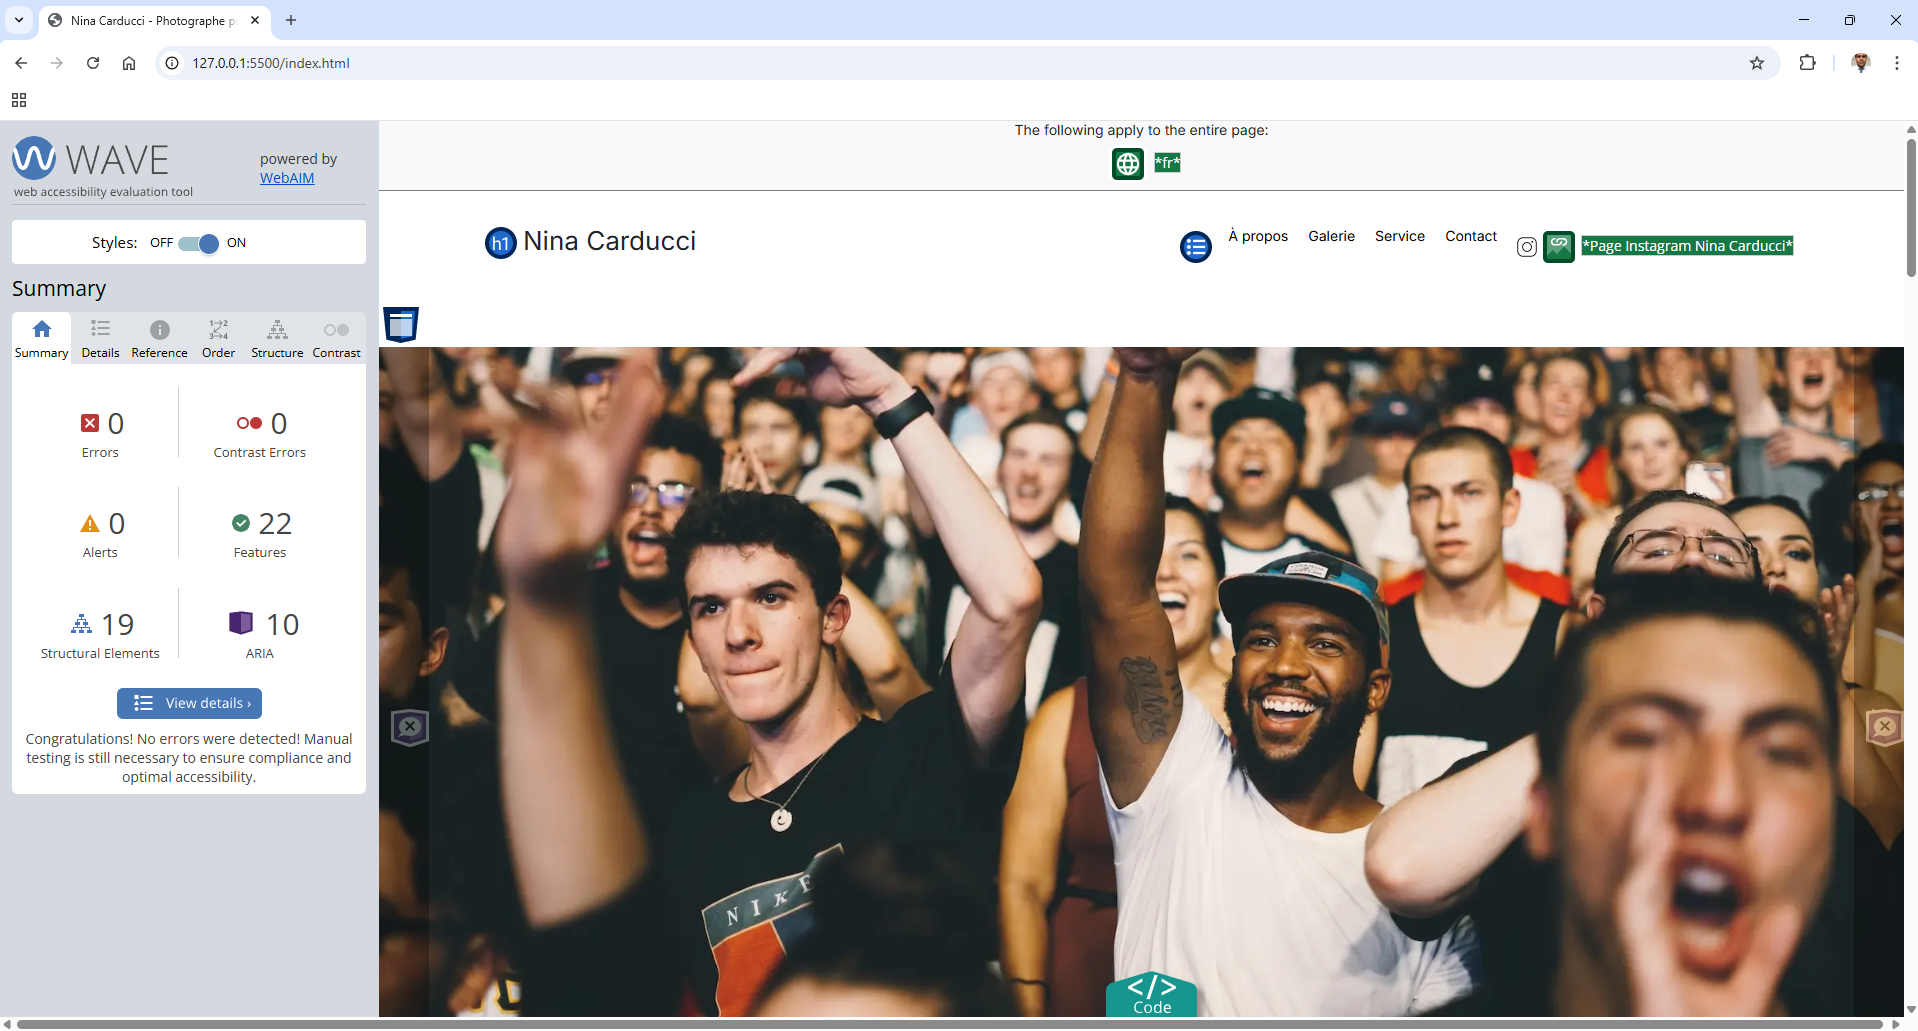 Nina Carducci - Photographe p
127.0.0.1:5500/index.html
WAVE
web accessibility evaluation tool
powered by
WebAIM
Styles: OFF ON
Summary
Summary Details Reference Order Structure Contrast
0
Errors
0
Contrast Errors
0
Alerts
22
Features
19
Structural Elements
10
ARIA
View details ›
Congratulations! No errors were detected! Manual
testing is still necessary to ensure compliance and
optimal accessibility.
The following apply to the entire page:
*fr*
h1 Nina Carducci
À propos Galerie Service Contact
*Page Instagram Nina Carducci*
NIKE
</>
Code